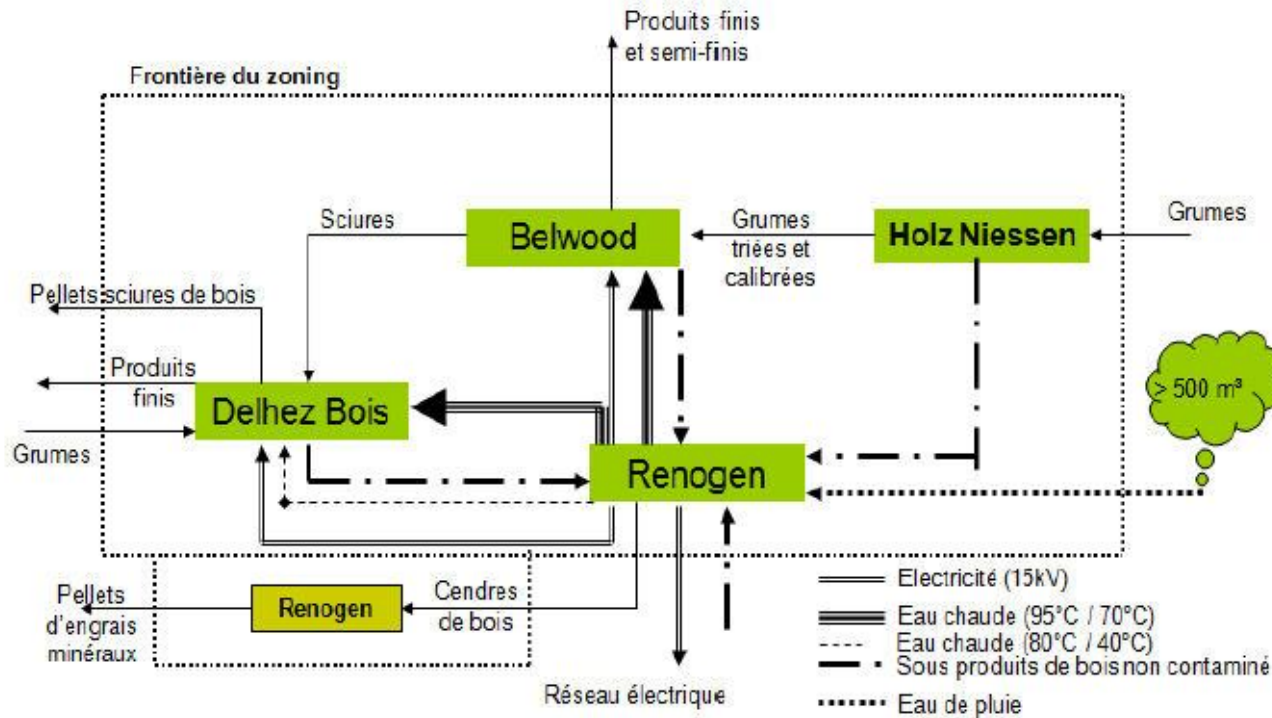 Produits finis
et semi-finis
Frontière du zoning
Sciures
Belwood
Grumes
triées et
calibrées
Holz Niessen
Grumes
Pellets sciures de bois
Produits
finis
Delhez Bois
> 500 m³
Grumes
Renogen
Pellets
d'engrais
minéraux
Renogen
Cendres
de bois
Réseau électrique
Electricité (15kV)
Eau chaude (95°C / 70°C)
Eau chaude (80°C / 40°C)
Sous produits de bois non contaminé
Eau de pluie